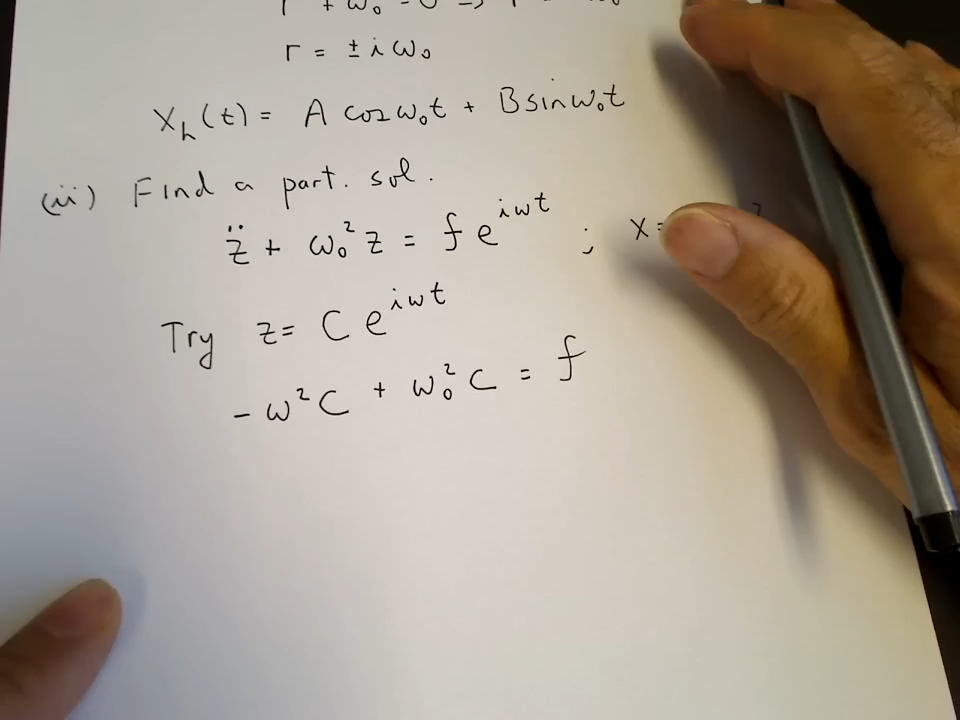 r = ± i ω₀
x_h(t) = A cos ω₀t + B sin ω₀t
(ii) Find a part. sol.
z̈ + ω₀² z = f e^{iωt} ; x =
Try z = C e^{iωt}
- ω² C + ω₀² C = f